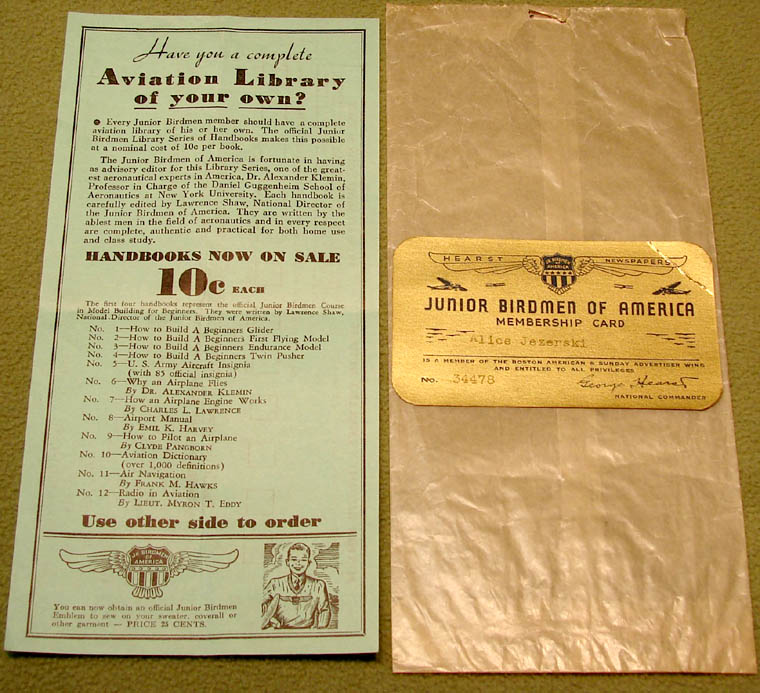 Have you a complete
Aviation Library
of your own?
● Every Junior Birdmen member should have a complete
aviation library of his or her own. The official Junior
Birdmen Library Series of Handbooks makes this possible
at a nominal cost of 10c per book.
The Junior Birdmen of America is fortunate in having
as advisory editor for this Library Series, one of the great-
est aeronautical experts in America, Dr. Alexander Klemin,
Professor in Charge of the Daniel Guggenheim School of
Aeronautics at New York University. Each handbook is
carefully edited by Lawrence Shaw, National Director of
the Junior Birdmen of America. They are written by the
ablest men in the field of aeronautics and in every respect
are complete, authentic and practical for both home use
and class study.
HANDBOOKS NOW ON SALE
10c EACH
The first four handbooks represent the official Junior Birdmen Course
in Model Building for Beginners. They were written by Lawrence Shaw,
National Director of the Junior Birdmen of America.
No. 1—How to Build A Beginners Glider
No. 2—How to Build A Beginners First Flying Model
No. 3—How to Build A Beginners Endurance Model
No. 4—How to Build A Beginners Twin Pusher
No. 5—U. S. Army Aircraft Insignia
(with 85 official insignia)
No. 6—Why an Airplane Flies
By DR. ALEXANDER KLEMIN
No. 7—How an Airplane Engine Works
By CHARLES L. LAWRENCE
No. 8—Airport Manual
By EMIL K. HARVEY
No. 9—How to Pilot an Airplane
By CLYDE PANGBORN
No. 10—Aviation Dictionary
(over 1,000 definitions)
No. 11—Air Navigation
By FRANK M. HAWKS
No. 12—Radio in Aviation
By LIEUT. MYRON T. EDDY
Use other side to order
JR BIRDMEN
OF
AMERICA
You can now obtain an official Junior Birdmen
Emblem to sew on your sweater, coverall or
other garment — PRICE 25 CENTS.
HEARST NEWSPAPERS
JR BIRDMEN
OF
AMERICA
JUNIOR BIRDMEN OF AMERICA
MEMBERSHIP CARD
Alice Jezerski
IS A MEMBER OF THE BOSTON AMERICAN & SUNDAY ADVERTISER WING
AND ENTITLED TO ALL PRIVILEGES
No. 34478 George Hearst
NATIONAL COMMANDER